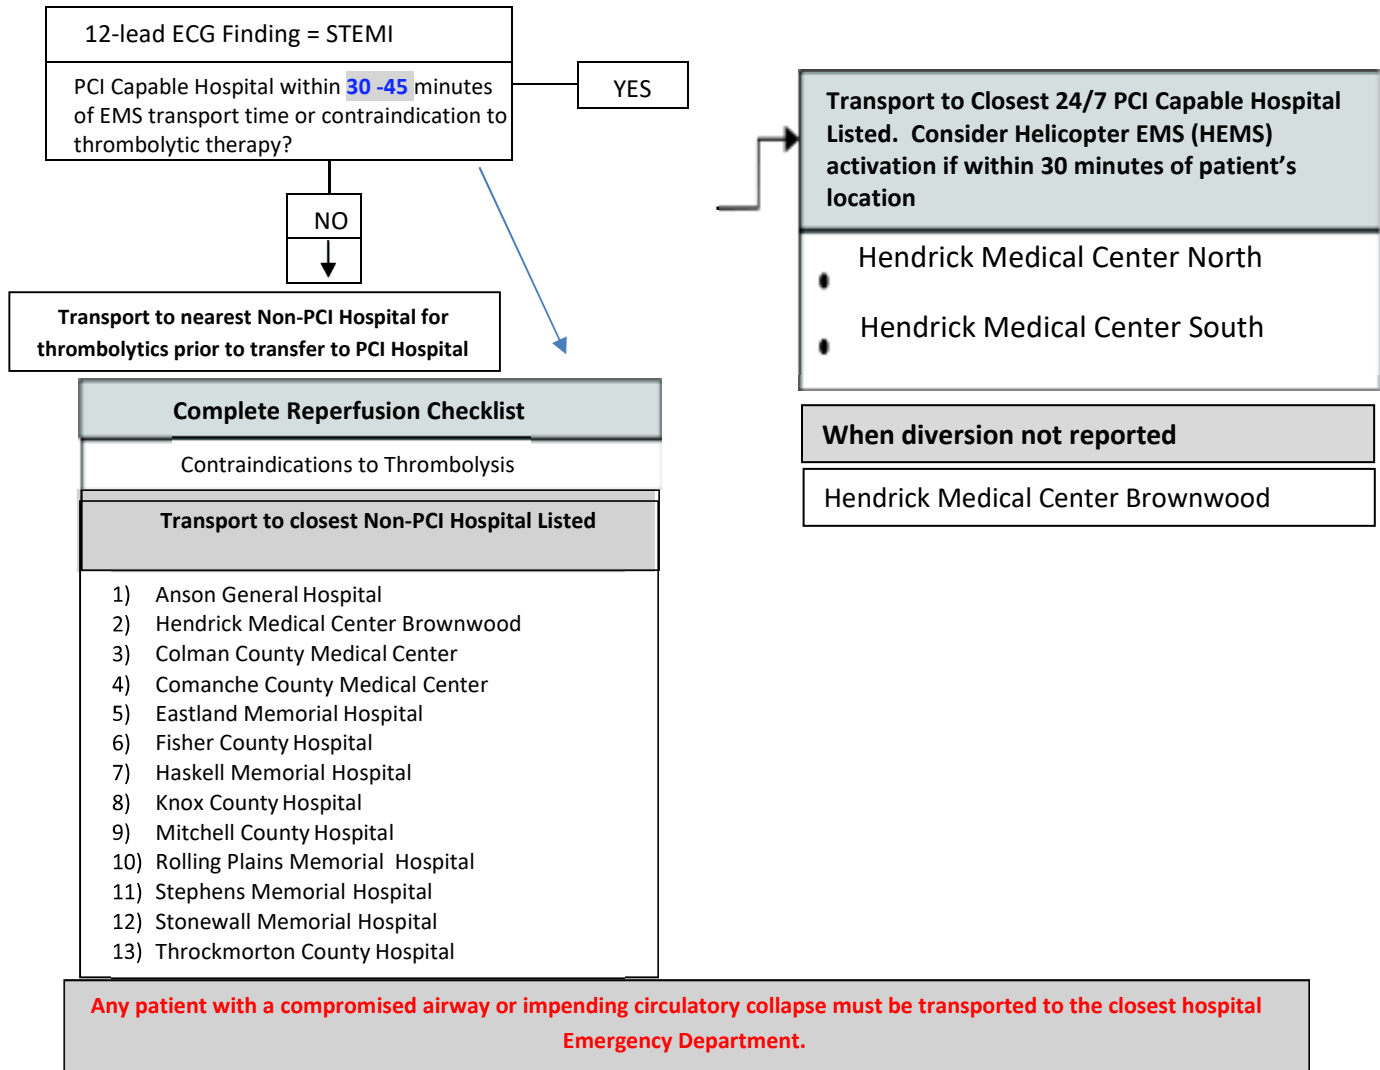 12-lead ECG Finding = STEMI
PCI Capable Hospital within 30 -45 minutes
of EMS transport time or contraindication to
thrombolytic therapy?
YES
NO
Transport to nearest Non-PCI Hospital for
thrombolytics prior to transfer to PCI Hospital
Complete Reperfusion Checklist
Contraindications to Thrombolysis
Transport to closest Non-PCI Hospital Listed
1) Anson General Hospital
2) Hendrick Medical Center Brownwood
3) Colman County Medical Center
4) Comanche County Medical Center
5) Eastland Memorial Hospital
6) Fisher County Hospital
7) Haskell Memorial Hospital
8) Knox County Hospital
9) Mitchell County Hospital
10) Rolling Plains Memorial Hospital
11) Stephens Memorial Hospital
12) Stonewall Memorial Hospital
13) Throckmorton County Hospital
Transport to Closest 24/7 PCI Capable Hospital
Listed. Consider Helicopter EMS (HEMS)
activation if within 30 minutes of patient’s
location
• Hendrick Medical Center North
• Hendrick Medical Center South
When diversion not reported
Hendrick Medical Center Brownwood
Any patient with a compromised airway or impending circulatory collapse must be transported to the closest hospital
Emergency Department.